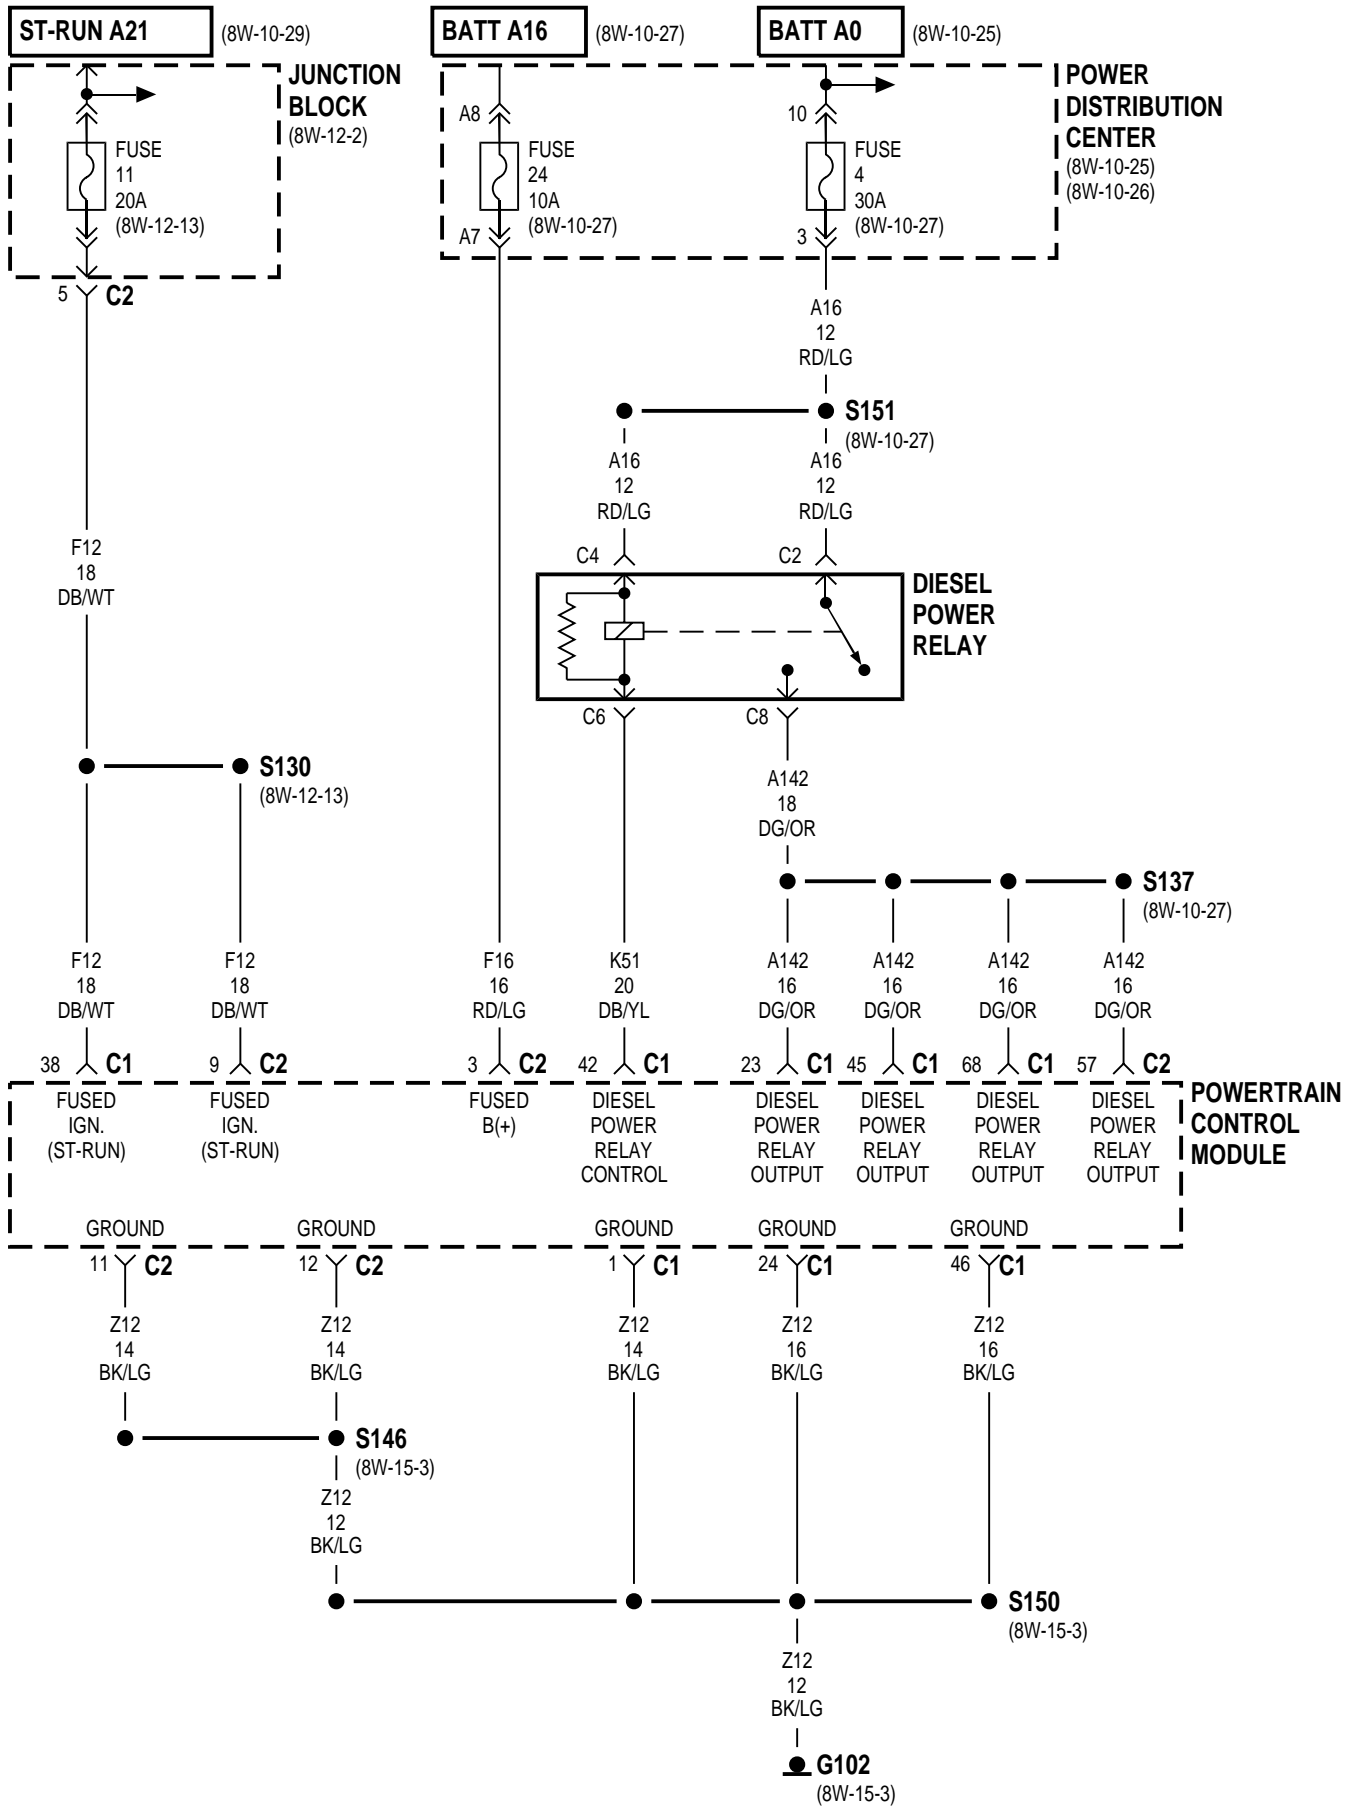 ST-RUN A21 (8W-10-29) BATT A16 (8W-10-27) BATT A0 (8W-10-25)
JUNCTION
BLOCK
(8W-12-2)
POWER
DISTRIBUTION
CENTER
(8W-10-25)
(8W-10-26)
FUSE
11
20A
(8W-12-13)
A8
FUSE
24
10A
(8W-10-27)
A7
10
FUSE
4
30A
(8W-10-27)
3
5 C2
A16
12
RD/LG
S151
(8W-10-27)
A16
12
RD/LG
A16
12
RD/LG
C4 C2
DIESEL
POWER
RELAY
C6 C8
F12
18
DB/WT
S130
(8W-12-13)
A142
18
DG/OR
S137
(8W-10-27)
F12
18
DB/WT
F12
18
DB/WT
F16
16
RD/LG
K51
20
DB/YL
A142
16
DG/OR
A142
16
DG/OR
A142
16
DG/OR
A142
16
DG/OR
38 C1 9 C2 3 C2 42 C1 23 C1 45 C1 68 C1 57 C2
POWERTRAIN
CONTROL
MODULE
FUSED
IGN.
(ST-RUN)
FUSED
IGN.
(ST-RUN)
FUSED
B(+)
DIESEL
POWER
RELAY
CONTROL
DIESEL
POWER
RELAY
OUTPUT
DIESEL
POWER
RELAY
OUTPUT
DIESEL
POWER
RELAY
OUTPUT
DIESEL
POWER
RELAY
OUTPUT
GROUND GROUND GROUND GROUND GROUND
11 C2 12 C2 1 C1 24 C1 46 C1
Z12
14
BK/LG
Z12
14
BK/LG
Z12
14
BK/LG
Z12
16
BK/LG
Z12
16
BK/LG
S146
(8W-15-3)
Z12
12
BK/LG
S150
(8W-15-3)
Z12
12
BK/LG
G102
(8W-15-3)